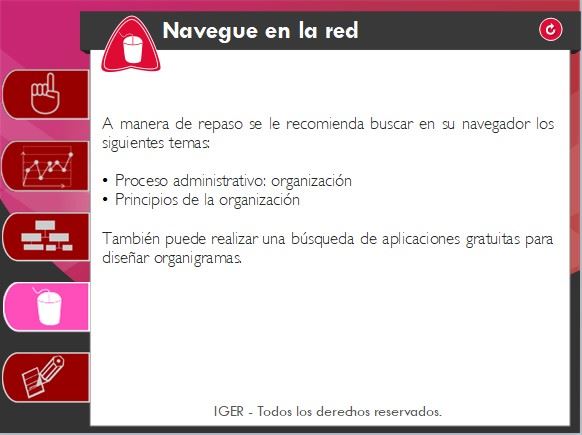 Navegue en la red
A manera de repaso se le recomienda buscar en su navegador los
siguientes temas:
• Proceso administrativo: organización
• Principios de la organización
También puede realizar una búsqueda de aplicaciones gratuitas para
diseñar organigramas.
IGER - Todos los derechos reservados.